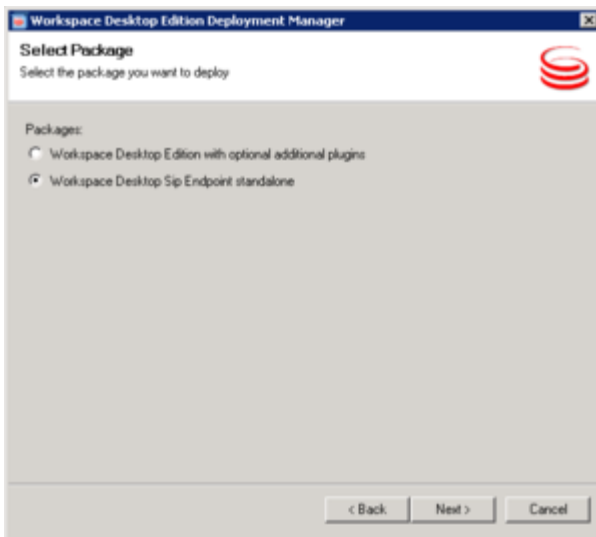 Workspace Desktop Edition Deployment Manager
Select Package
Select the package you want to deploy
Packages:
Workspace Desktop Edition with optional additional plugins
Workspace Desktop Sip Endpoint standalone
< Back Next > Cancel